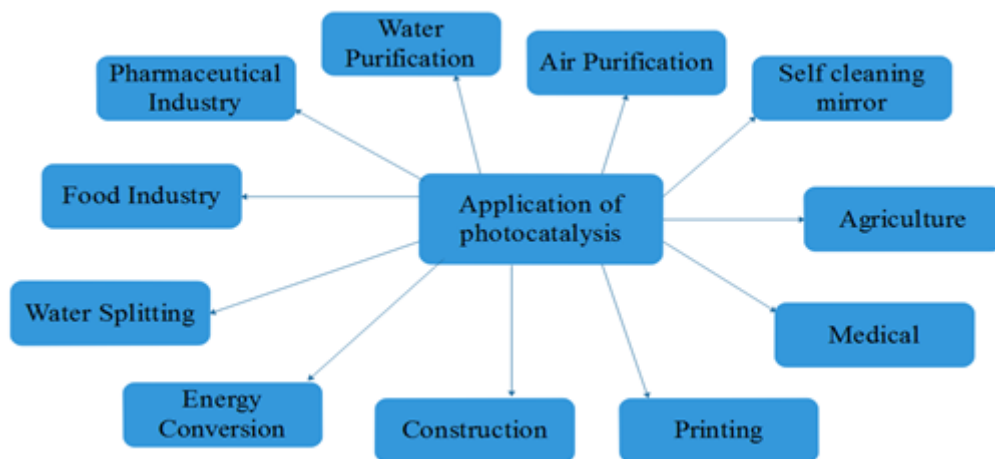 Water
Purification
Air Purification
Self cleaning
mirror
Pharmaceutical
Industry
Food Industry
Application of
photocatalysis
Agriculture
Water Splitting
Medical
Energy
Conversion
Construction
Printing